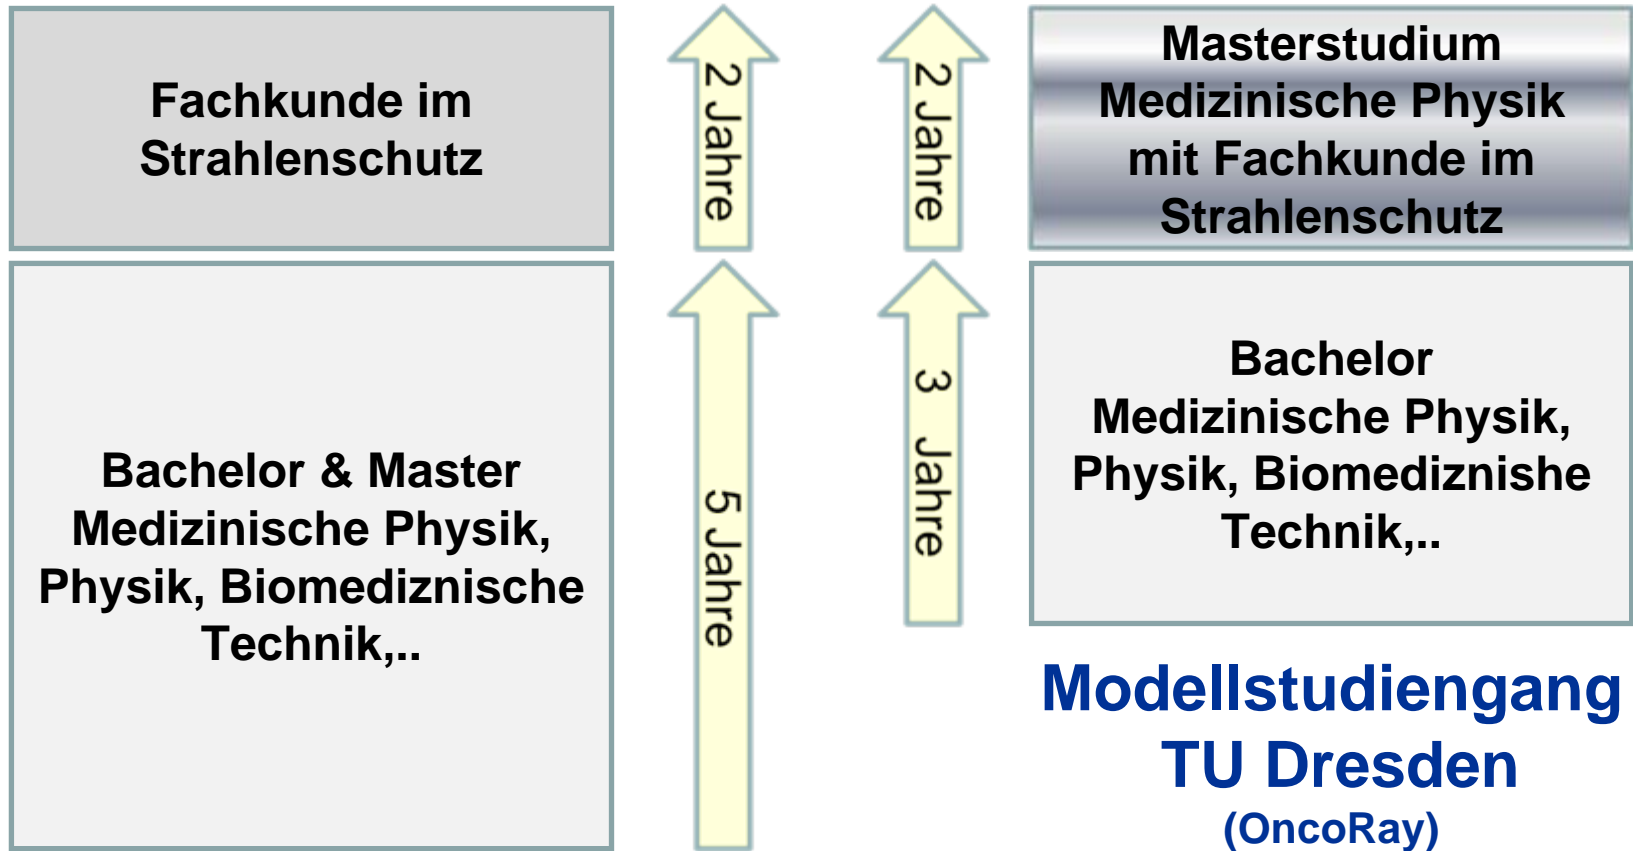 Fachkunde im
Strahlenschutz
2 Jahre
Bachelor & Master
Medizinische Physik,
Physik, Biomediznische
Technik,..
5 Jahre
2 Jahre
Masterstudium
Medizinische Physik
mit Fachkunde im
Strahlenschutz
3 Jahre
Bachelor
Medizinische Physik,
Physik, Biomediznishe
Technik,..
Modellstudiengang
TU Dresden
(OncoRay)